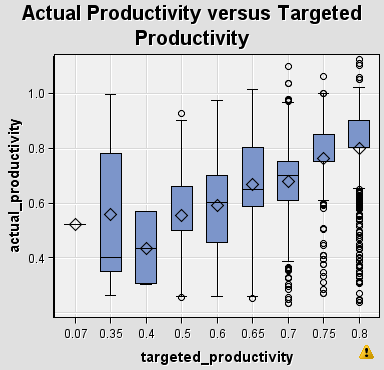 Actual Productivity versus Targeted
Productivity
actual_productivity
1.0
0.8
0.6
0.4
0.07 0.35 0.4 0.5 0.6 0.65 0.7 0.75 0.8
targeted_productivity